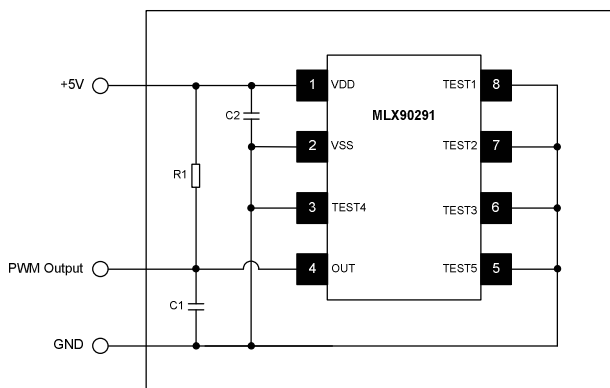 +5V
1
VDD
TEST1
8
MLX90291
C2
2
VSS
TEST2
7
R1
3
TEST4
TEST3
6
PWM Output
4
OUT
TEST5
5
C1
GND